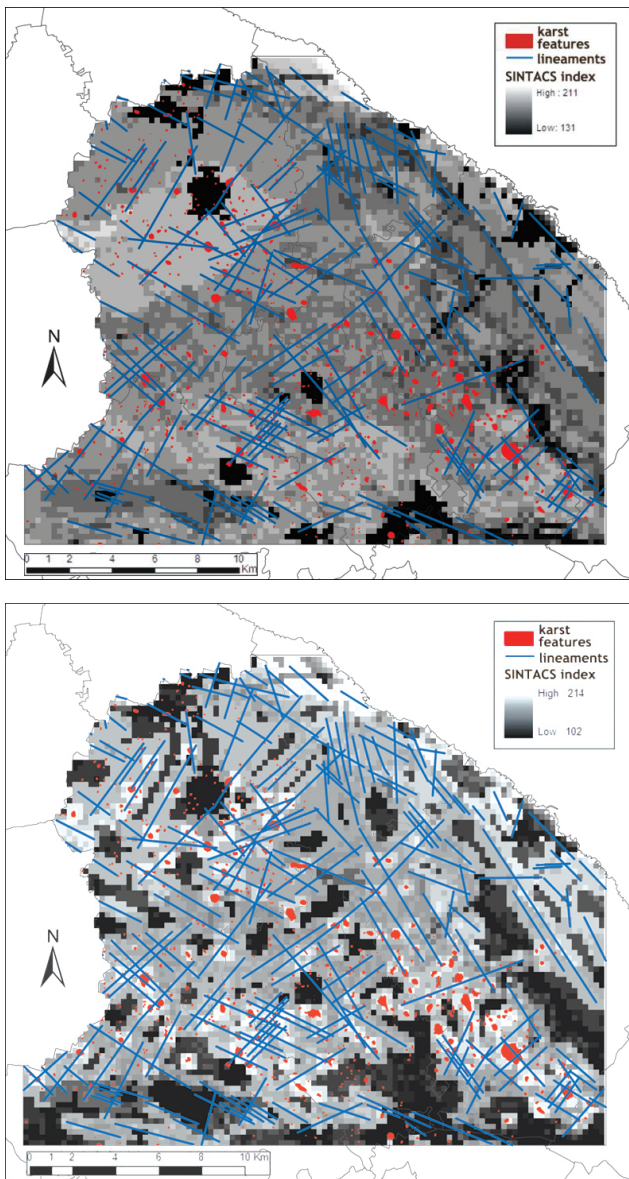 karst
features
lineaments
SINTACS index
High : 211
Low: 131
N
0 1 2 4 6 8 10
Km
karst
features
lineaments
SINTACS index
High 214
Low 102
N
0 1 2 4 6 8 10 Km